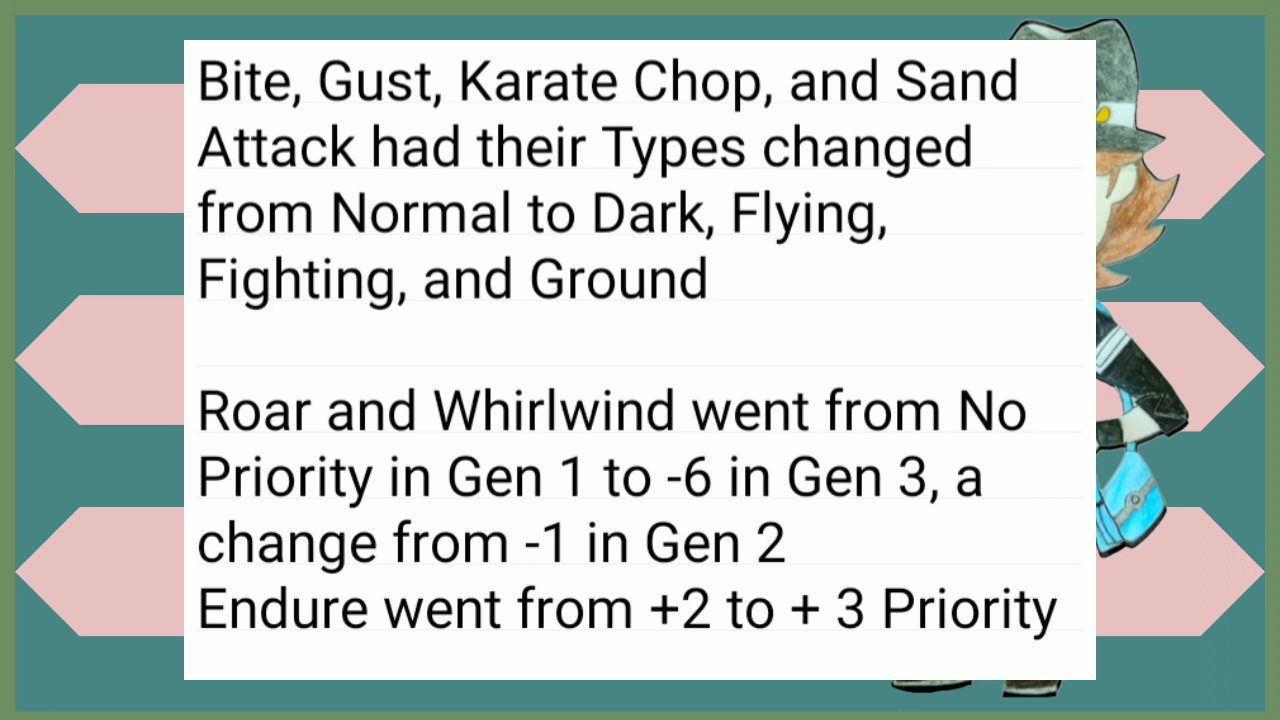 Bite, Gust, Karate Chop, and Sand
Attack had their Types changed
from Normal to Dark, Flying,
Fighting, and Ground
Roar and Whirlwind went from No
Priority in Gen 1 to -6 in Gen 3, a
change from -1 in Gen 2
Endure went from +2 to + 3 Priority